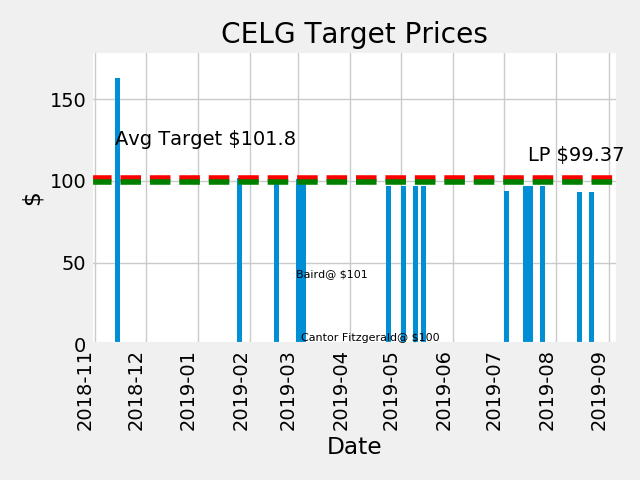 CELG Target Prices
150
Avg Target $101.8
LP $99.37
100
$
50
Baird@ $101
Cantor Fitzgerald@ $100
0
2018-11
2018-12
2019-01
2019-02
2019-03
2019-04
2019-05
2019-06
2019-07
2019-08
2019-09
Date